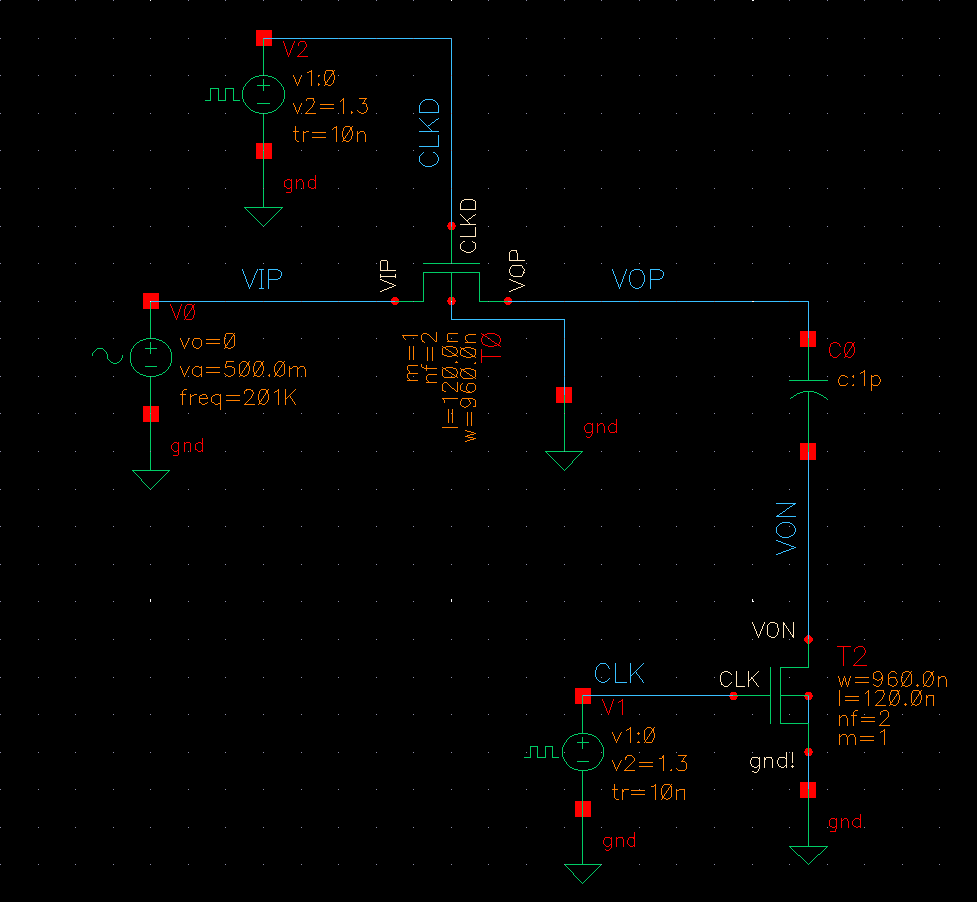 V2
v1:0
v2=1.3
tr=10n
gnd
CLKD
CLKD
VIP
VIP
VOP
VOP
V0
vo=0
va=500.0m
freq=201K
gnd
m=1
nf=2
l=120.0n
w=960.0n
T0
gnd
C0
c:1p
VON
VON
T2
w=960.0n
l=120.0n
nf=2
m=1
CLK
CLK
V1
v1:0
v2=1.3
tr=10n
gnd!
gnd
gnd